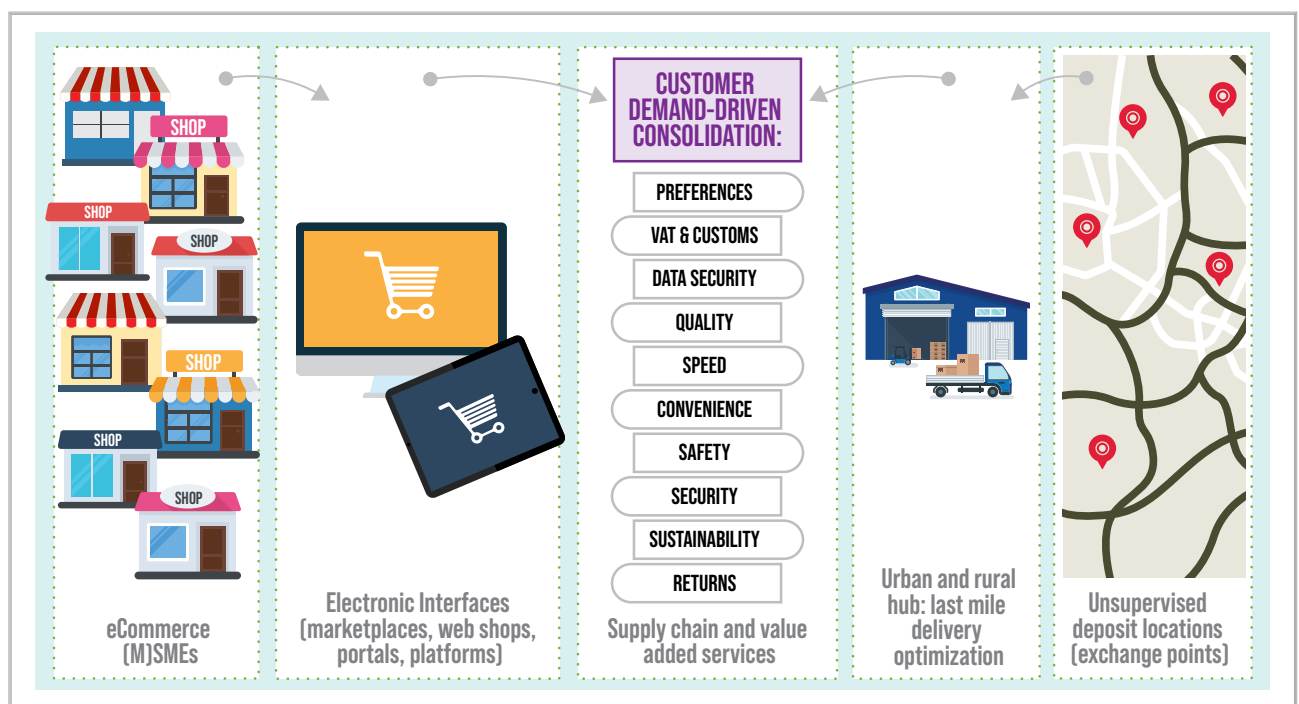 SHOP
SHOP
SHOP
SHOP
SHOP
SHOP
eCommerce
(M)SMEs
Electronic Interfaces
(marketplaces, web shops,
portals, platforms)
CUSTOMER
DEMAND-DRIVEN
CONSOLIDATION:
PREFERENCES
VAT & CUSTOMS
DATA SECURITY
QUALITY
SPEED
CONVENIENCE
SAFETY
SECURITY
SUSTAINABILITY
RETURNS
Supply chain and value
added services
Urban and rural
hub: last mile
delivery
optimization
Unsupervised
deposit locations
(exchange points)